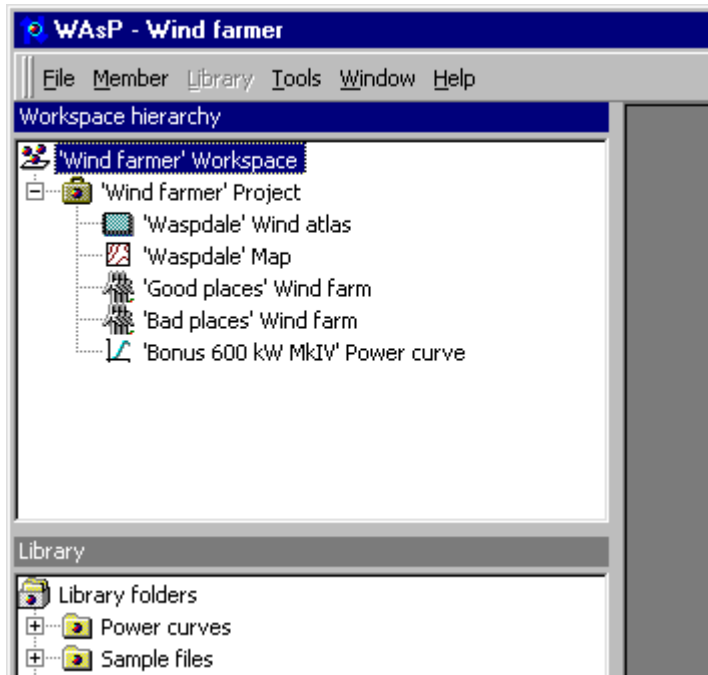 WAsP - Wind farmer
File Member Library Tools Window Help
Workspace hierarchy
'Wind farmer' Workspace
'Wind farmer' Project
'Waspdale' Wind atlas
'Waspdale' Map
'Good places' Wind farm
'Bad places' Wind farm
'Bonus 600 kW MkIV' Power curve
Library
Library folders
Power curves
Sample files